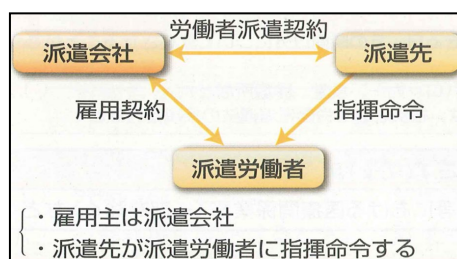 労働者派遣契約
派遣会社
派遣先
雇用契約
指揮命令
派遣労働者
・雇用主は派遣会社
・派遣先が派遣労働者に指揮命令する